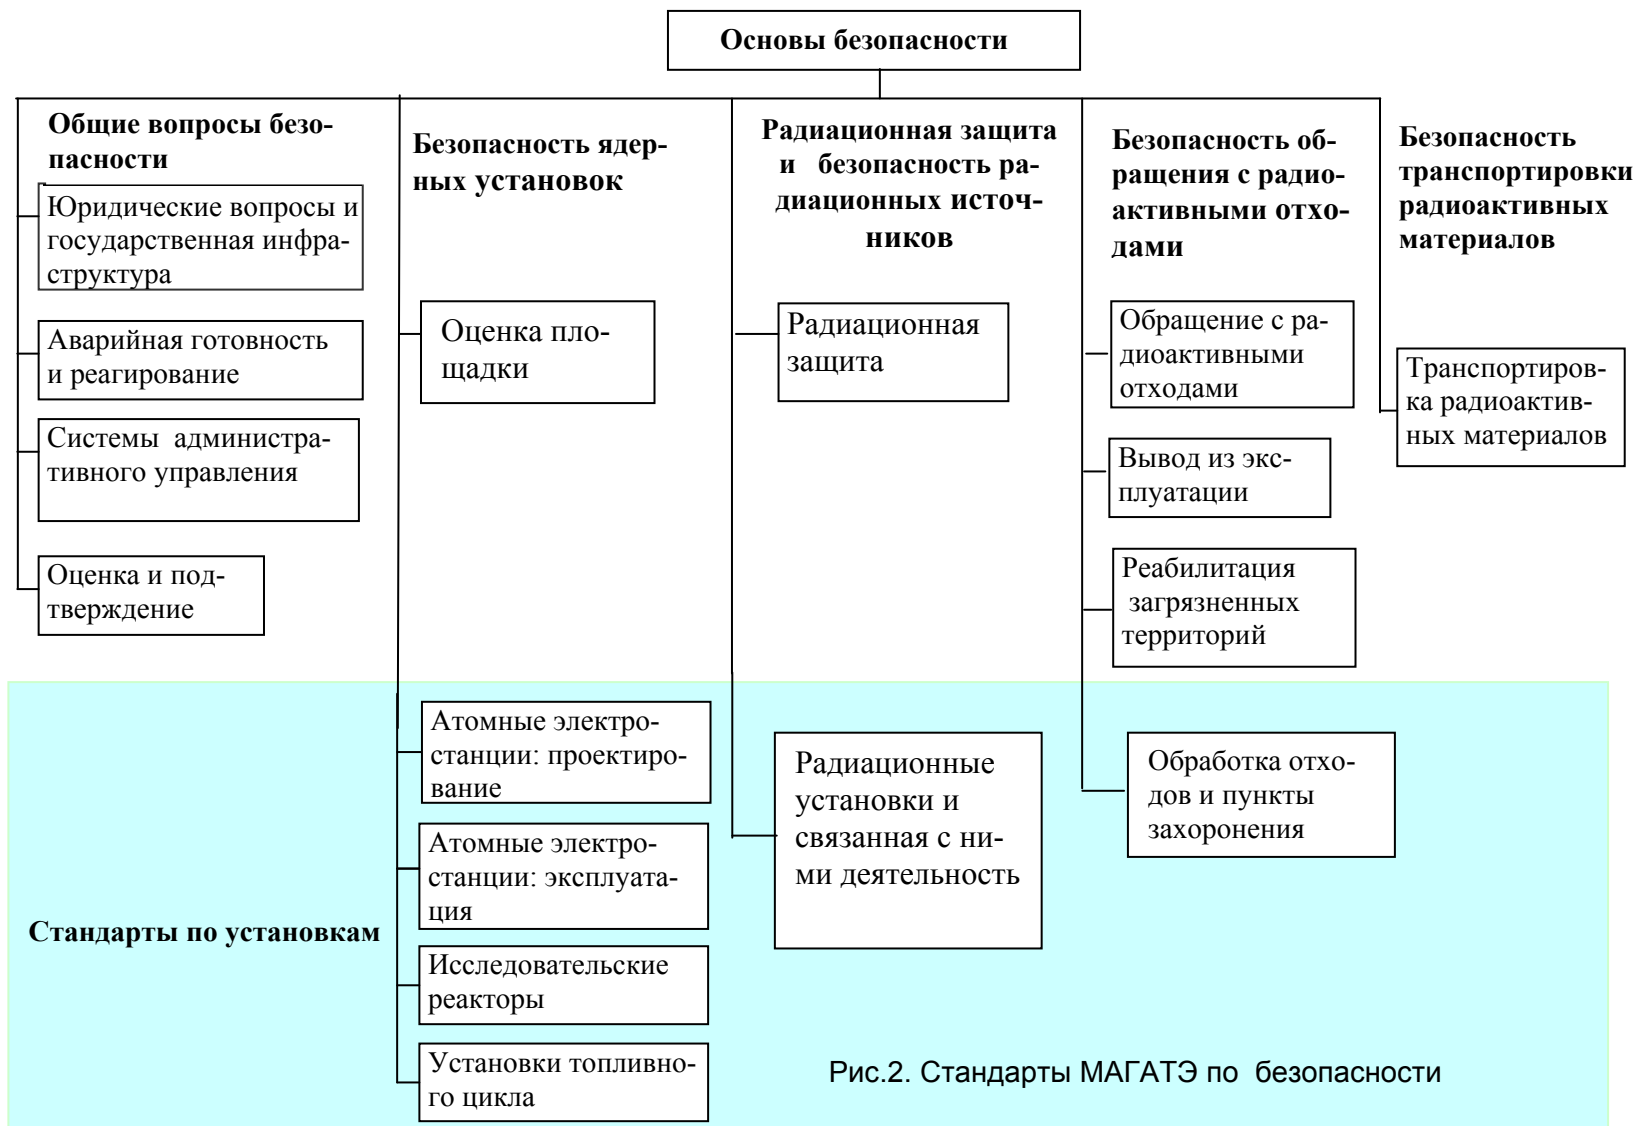 Основы безопасности
Общие вопросы безо-
пасности
Юридические вопросы и
государственная инфра-
структура
Аварийная готовность
и реагирование
Системы администра-
тивного управления
Оценка и под-
тверждение
Безопасность ядер-
ных установок
Оценка пло-
щадки
Радиационная защита
и безопасность ра-
диационных источ-
ников
Радиационная
защита
Безопасность об-
ращения с радио-
активными отхо-
дами
Обращение с ра-
диоактивными
отходами
Вывод из экс-
плуатации
Реабилитация
загрязненных
территорий
Безопасность
транспортировки
радиоактивных
материалов
Транспортиров-
ка радиоактив-
ных материалов
Стандарты по установкам
Атомные электро-
станции: проектиро-
вание
Атомные электро-
станции: эксплуата-
ция
Исследовательские
реакторы
Установки топливно-
го цикла
Радиационные
установки и
связанная с ни-
ми деятельность
Обработка отхо-
дов и пункты
захоронения
Рис.2. Стандарты МАГАТЭ по безопасности